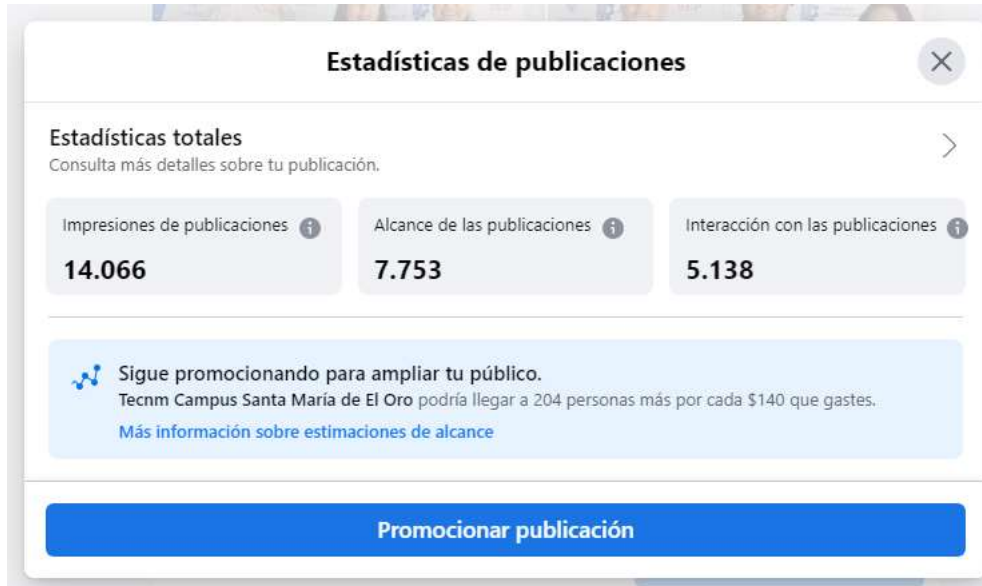 Estadísticas de publicaciones
Estadísticas totales
Consulta más detalles sobre tu publicación.
Impresiones de publicaciones
14.066
Alcance de las publicaciones
7.753
Interacción con las publicaciones
5.138
Sigue promocionando para ampliar tu público.
Tecnm Campus Santa María de El Oro podría llegar a 204 personas más por cada $140 que gastes.
Más información sobre estimaciones de alcance
Promocionar publicación